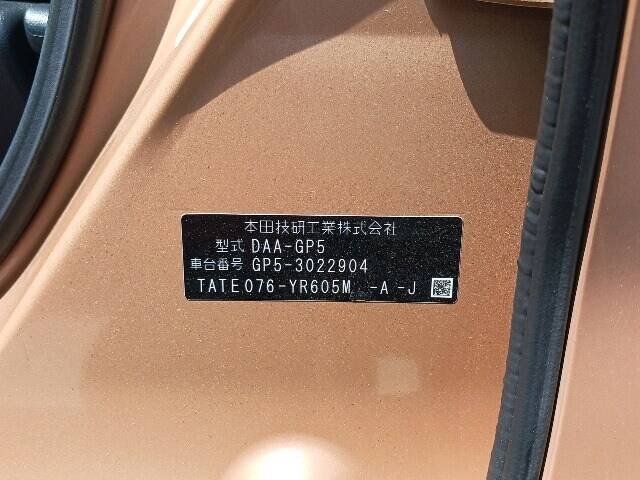 本田技研工業株式会社
型式 DAA-GP5
車台番号 GP5-3022904
TATE076-YR605M -A -J